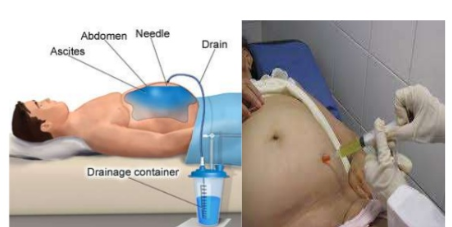 Abdomen
Needle
Drain
Ascites
Drainage container